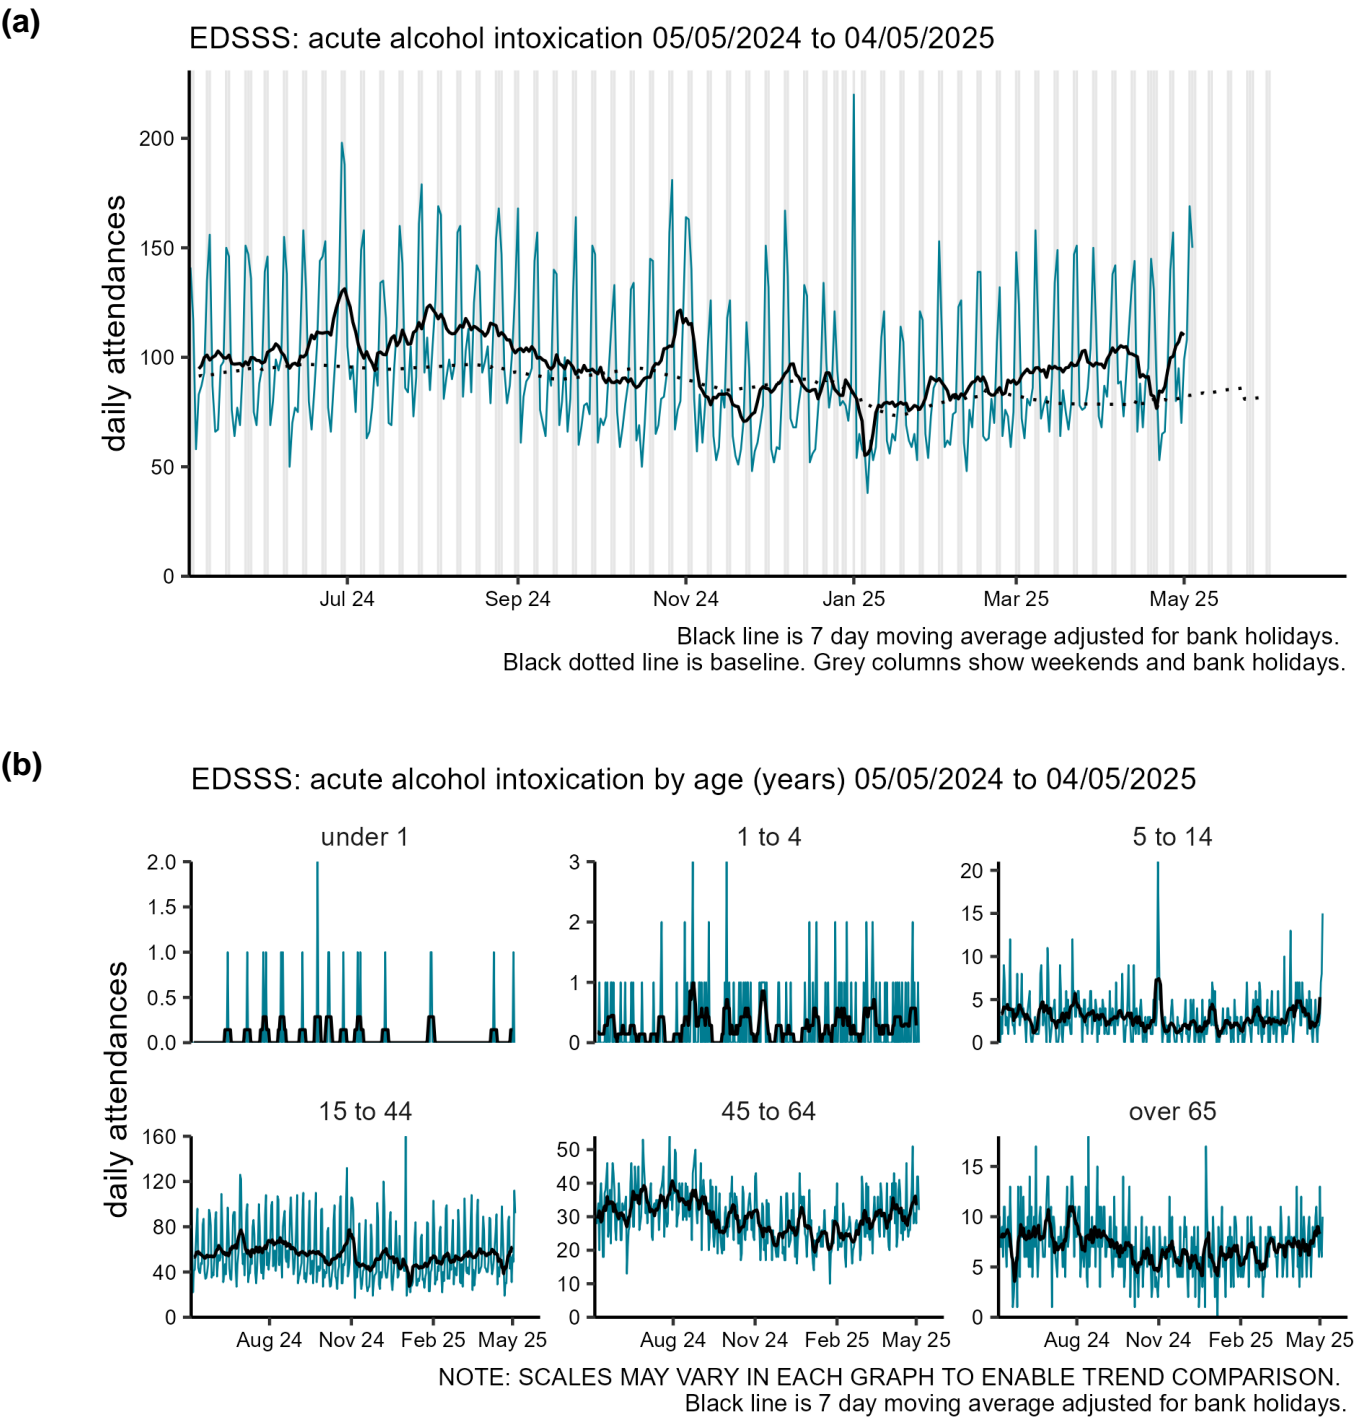 (a)
EDSSS: acute alcohol intoxication 05/05/2024 to 04/05/2025
daily attendances
200
150
100
50
0
Jul 24
Sep 24
Nov 24
Jan 25
Mar 25
May 25
Black line is 7 day moving average adjusted for bank holidays.
Black dotted line is baseline. Grey columns show weekends and bank holidays.
(b)
EDSSS: acute alcohol intoxication by age (years) 05/05/2024 to 04/05/2025
daily attendances
under 1
2.0
1.5
1.0
0.5
0.0
1 to 4
3
2
1
0
5 to 14
20
15
10
5
0
15 to 44
160
120
80
40
0
Aug 24
Nov 24
Feb 25
May 25
45 to 64
50
40
30
20
10
0
Aug 24
Nov 24
Feb 25
May 25
over 65
15
10
5
0
Aug 24
Nov 24
Feb 25
May 25
NOTE: SCALES MAY VARY IN EACH GRAPH TO ENABLE TREND COMPARISON.
Black line is 7 day moving average adjusted for bank holidays.